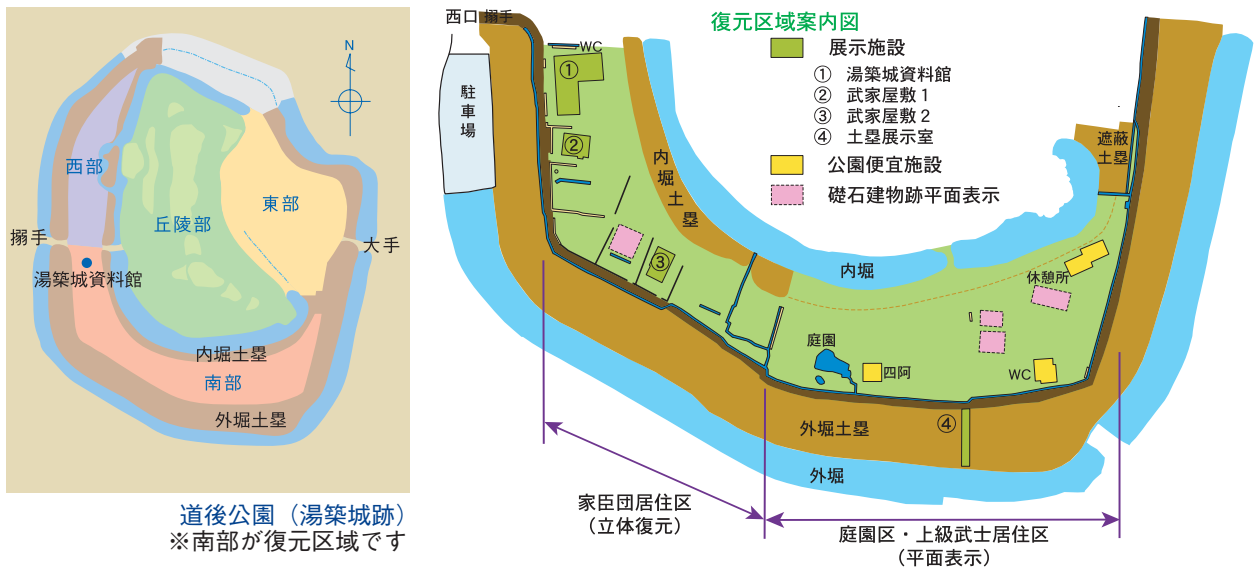 N
西部
東部
丘陵部
搦手
大手
湯築城資料館
内堀土塁
南部
外堀土塁
道後公園（湯築城跡）
※南部が復元区域です
復元区域案内図
展示施設
① 湯築城資料館
② 武家屋敷1
③ 武家屋敷2
④ 土塁展示室
公園便宜施設
礎石建物跡平面表示
西口 搦手
WC
①
駐車場
②
内堀土塁
遮蔽
土塁
③
内堀
休憩所
庭園
四阿
WC
外堀土塁
④
外堀
家臣団居住区
（立体復元）
庭園区・上級武士居住区
（平面表示）